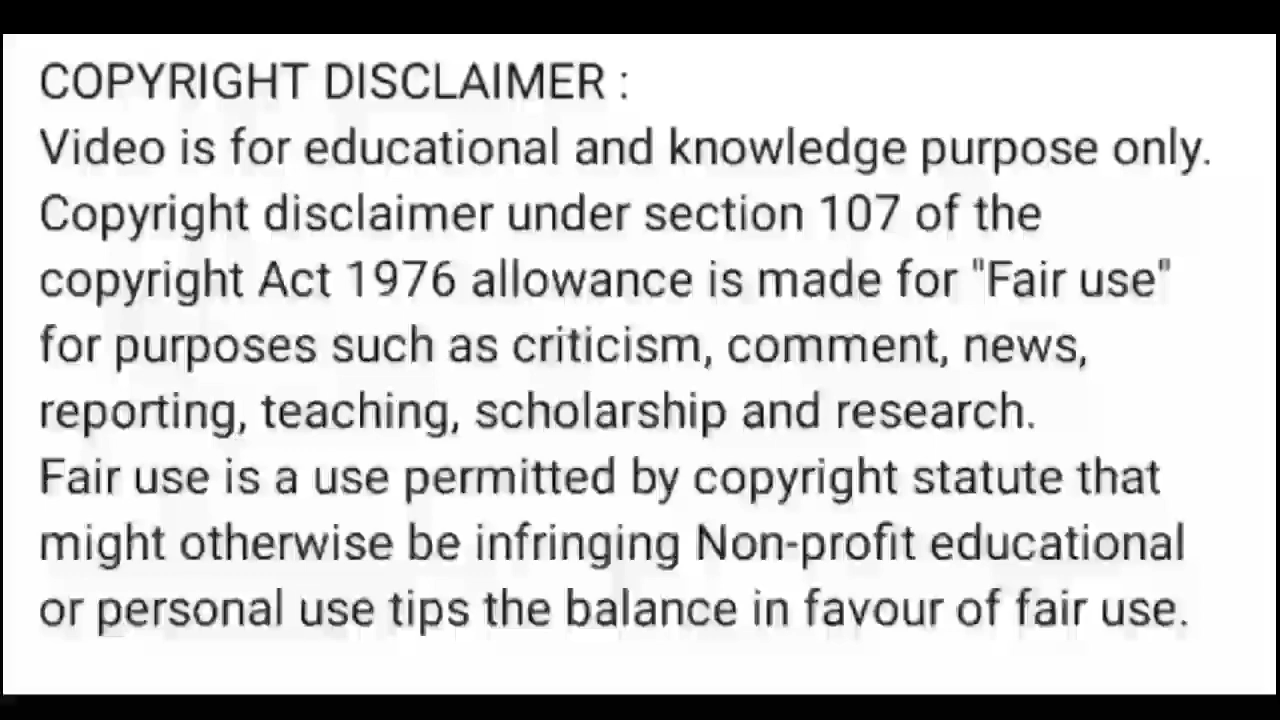 COPYRIGHT DISCLAIMER :
Video is for educational and knowledge purpose only.
Copyright disclaimer under section 107 of the
copyright Act 1976 allowance is made for "Fair use"
for purposes such as criticism, comment, news,
reporting, teaching, scholarship and research.
Fair use is a use permitted by copyright statute that
might otherwise be infringing Non-profit educational
or personal use tips the balance in favour of fair use.